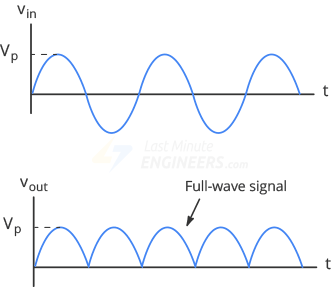 vin
Vp
t
Last Minute
ENGINEERS.com
vout
Full-wave signal
Vp
t